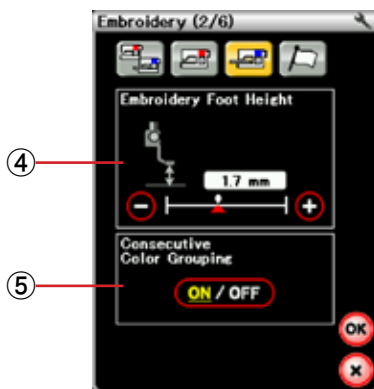 Embroidery (2/6)
Embroidery Foot Height
④
1.7 mm
Consecutive
Color Grouping
⑤
ON / OFF
OK